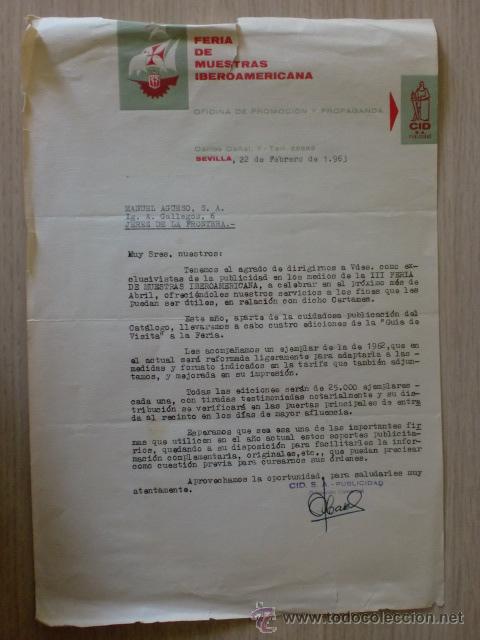 FERIA
DE
MUESTRAS
IBEROAMERICANA
OFICINA DE PROMOCION Y PROPAGANDA
CID
S. A.
PUBLICIDAD
SEVILLA, 22 de Febrero de 1.963
MANUEL AGUESO, S. A.
Ig. A. Gallegos, 6
JEREZ DE LA FRONTERA.-
Muy Sres. nuestros:
Tenemos el agrado de dirigirnos a Vdes. como ex-
clusivistas de la publicidad en los medios de la III FERIA
DE MUESTRAS IBEROAMERICANA, a celebrar en el próximo més de
Abril, ofreciéndoles nuestros servicios a los fines que les
puedan ser útiles, en relación con dicho Certamen.
Este año, aparte de la cuidadosa publicación del
Catálogo, llevaremos a cabo cuatro ediciones de la "Guia de
Visita" a la Feria.
Les acompañamos un ejemplar de la de 1962, que en
el actual será reformada ligeramente para adaptarla a las -
medidas y formato indicados en la tarifa que también adjun-
tamos, y mejorada en su impresión.
Todas las ediciones serán de 25.000 ejemplares
cada una, con tiradas testimoniadas notarialmente y su dis-
tribución se verificará en las puertas principales de entra
da al recinto en los días de mayor afluencia.
Esperamos que sea esa una de las importantes fir
mas que utilicen en el año actual estos soportes publicita-
rios, quedando a su disposición para facilitarles la infor-
mación complementaria, originales, etc., que puedan precisar
como cuestión previa para cursarnos sus órdenes.
Aprovechamos la oportunidad para saludarles muy
atentamente.
CID. S. A. - PUBLICIDAD
todocoleccion
www.todocoleccion.net